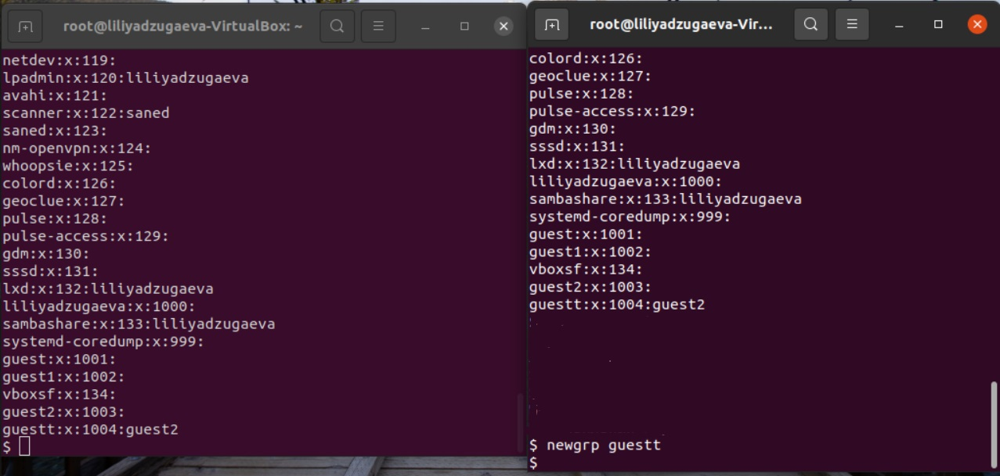 root@liliyadzugaeva-VirtualBox: ~
netdev:x:119:
lpadmin:x:120:liliyadzugaeva
avahi:x:121:
scanner:x:122:saned
saned:x:123:
nm-openvpn:x:124:
whoopsie:x:125:
colord:x:126:
geoclue:x:127:
pulse:x:128:
pulse-access:x:129:
gdm:x:130:
sssd:x:131:
lxd:x:132:liliyadzugaeva
liliyadzugaeva:x:1000:
sambashare:x:133:liliyadzugaeva
systemd-coredump:x:999:
guest:x:1001:
guest1:x:1002:
vboxsf:x:134:
guest2:x:1003:
guestt:x:1004:guest2
$
root@liliyadzugaeva-Vir...
colord:x:126:
geoclue:x:127:
pulse:x:128:
pulse-access:x:129:
gdm:x:130:
sssd:x:131:
lxd:x:132:liliyadzugaeva
liliyadzugaeva:x:1000:
sambashare:x:133:liliyadzugaeva
systemd-coredump:x:999:
guest:x:1001:
guest1:x:1002:
vboxsf:x:134:
guest2:x:1003:
guestt:x:1004:guest2
$ newgrp guestt
$